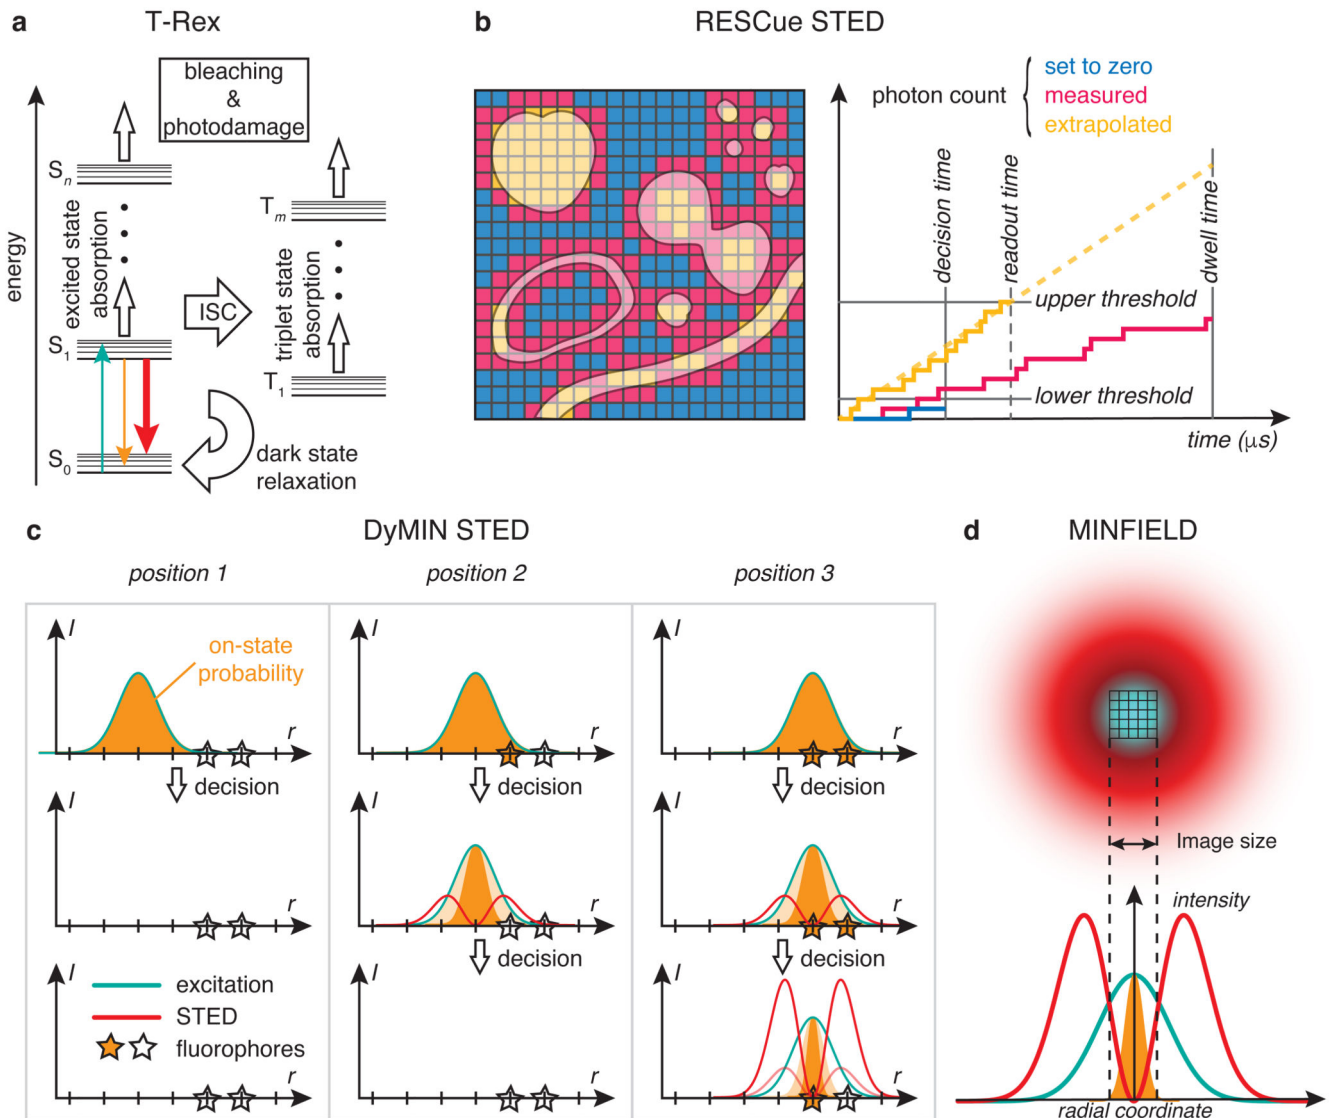 a T-Rex
bleaching
&
photodamage
energy
Sn
excited state
absorption
S1
S0
ISC
Tm
triplet state
absorption
T1
dark state
relaxation
b RESCue STED
photon count
set to zero
measured
extrapolated
decision time
readout time
dwell time
upper threshold
lower threshold
time (μs)
c DyMIN STED
position 1 position 2 position 3
I
on-state
probability
r
decision
I
r
I
r
excitation
STED
fluorophores
I
r
decision
I
r
decision
I
r
I
r
decision
I
r
decision
I
r
d MINFIELD
Image size
intensity
radial coordinate